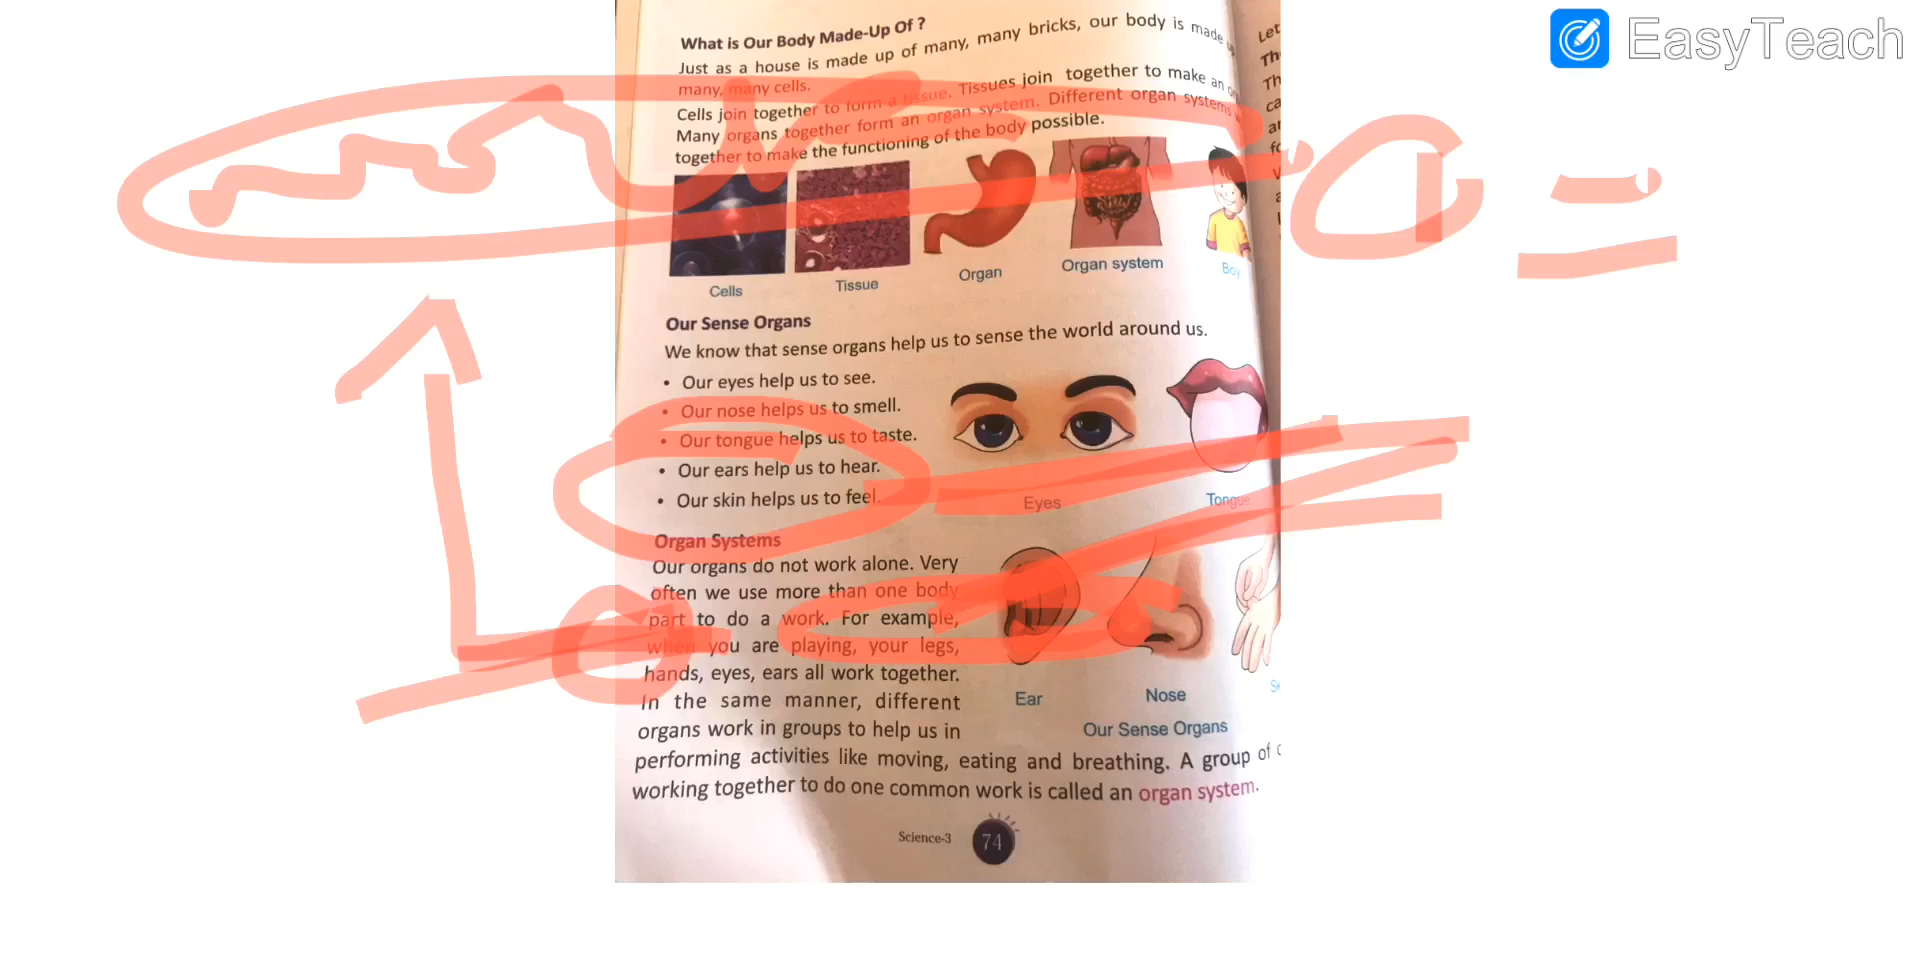 EasyTeach
What is Our Body Made-Up Of ?
Just as a house is made up of many, many bricks, our body is made
many, many cells.
Cells join together to form a tissue. Tissues join together to make an
Many organs together form an organ system. Different organ systems
together to make the functioning of the body possible.
Cells
Tissue
Organ
Organ system
Boy
Our Sense Organs
We know that sense organs help us to sense the world around us.
• Our eyes help us to see.
• Our nose helps us to smell.
• Our tongue helps us to taste.
• Our ears help us to hear.
• Our skin helps us to feel.
Eyes
Tongue
Organ Systems
Our organs do not work alone. Very
often we use more than one body
part to do a work. For example,
when you are playing, your legs,
hands, eyes, ears all work together.
In the same manner, different
organs work in groups to help us in
performing activities like moving, eating and breathing. A group of
working together to do one common work is called an organ system.
Ear
Nose
Our Sense Organs
Science-3
74